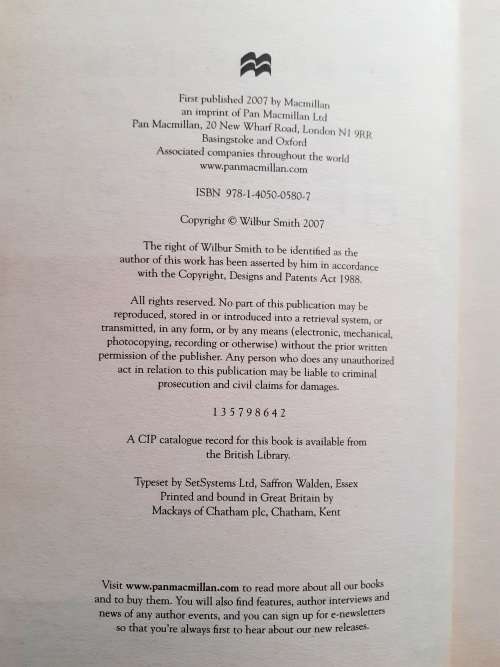 First published 2007 by Macmillan
an imprint of Pan Macmillan Ltd
Pan Macmillan, 20 New Wharf Road, London N1 9RR
Basingstoke and Oxford
Associated companies throughout the world
www.panmacmillan.com
ISBN 978-1-4050-0580-7
Copyright © Wilbur Smith 2007
The right of Wilbur Smith to be identified as the
author of this work has been asserted by him in accordance
with the Copyright, Designs and Patents Act 1988.
All rights reserved. No part of this publication may be
reproduced, stored in or introduced into a retrieval system, or
transmitted, in any form, or by any means (electronic, mechanical,
photocopying, recording or otherwise) without the prior written
permission of the publisher. Any person who does any unauthorized
act in relation to this publication may be liable to criminal
prosecution and civil claims for damages.
1 3 5 7 9 8 6 4 2
A CIP catalogue record for this book is available from
the British Library.
Typeset by SetSystems Ltd, Saffron Walden, Essex
Printed and bound in Great Britain by
Mackays of Chatham plc, Chatham, Kent
Visit www.panmacmillan.com to read more about all our books
and to buy them. You will also find features, author interviews and
news of any author events, and you can sign up for e-newsletters
so that you're always first to hear about our new releases.